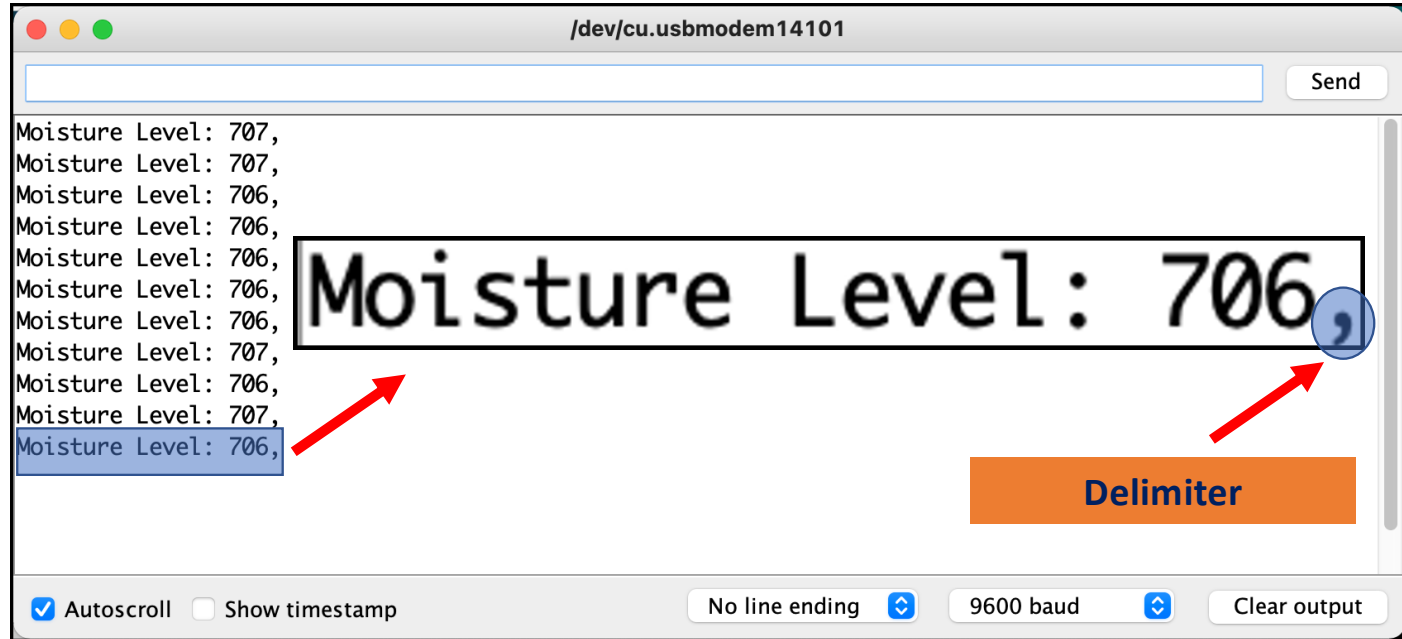 /dev/cu.usbmodem14101
Send
Moisture Level: 707,
Moisture Level: 707,
Moisture Level: 706,
Moisture Level: 706,
Moisture Level: 706,
Moisture Level: 706,
Moisture Level: 706,
Moisture Level: 707,
Moisture Level: 706,
Moisture Level: 707,
Moisture Level: 706,
Moisture Level: 706,
Delimiter
Autoscroll Show timestamp No line ending 9600 baud Clear output